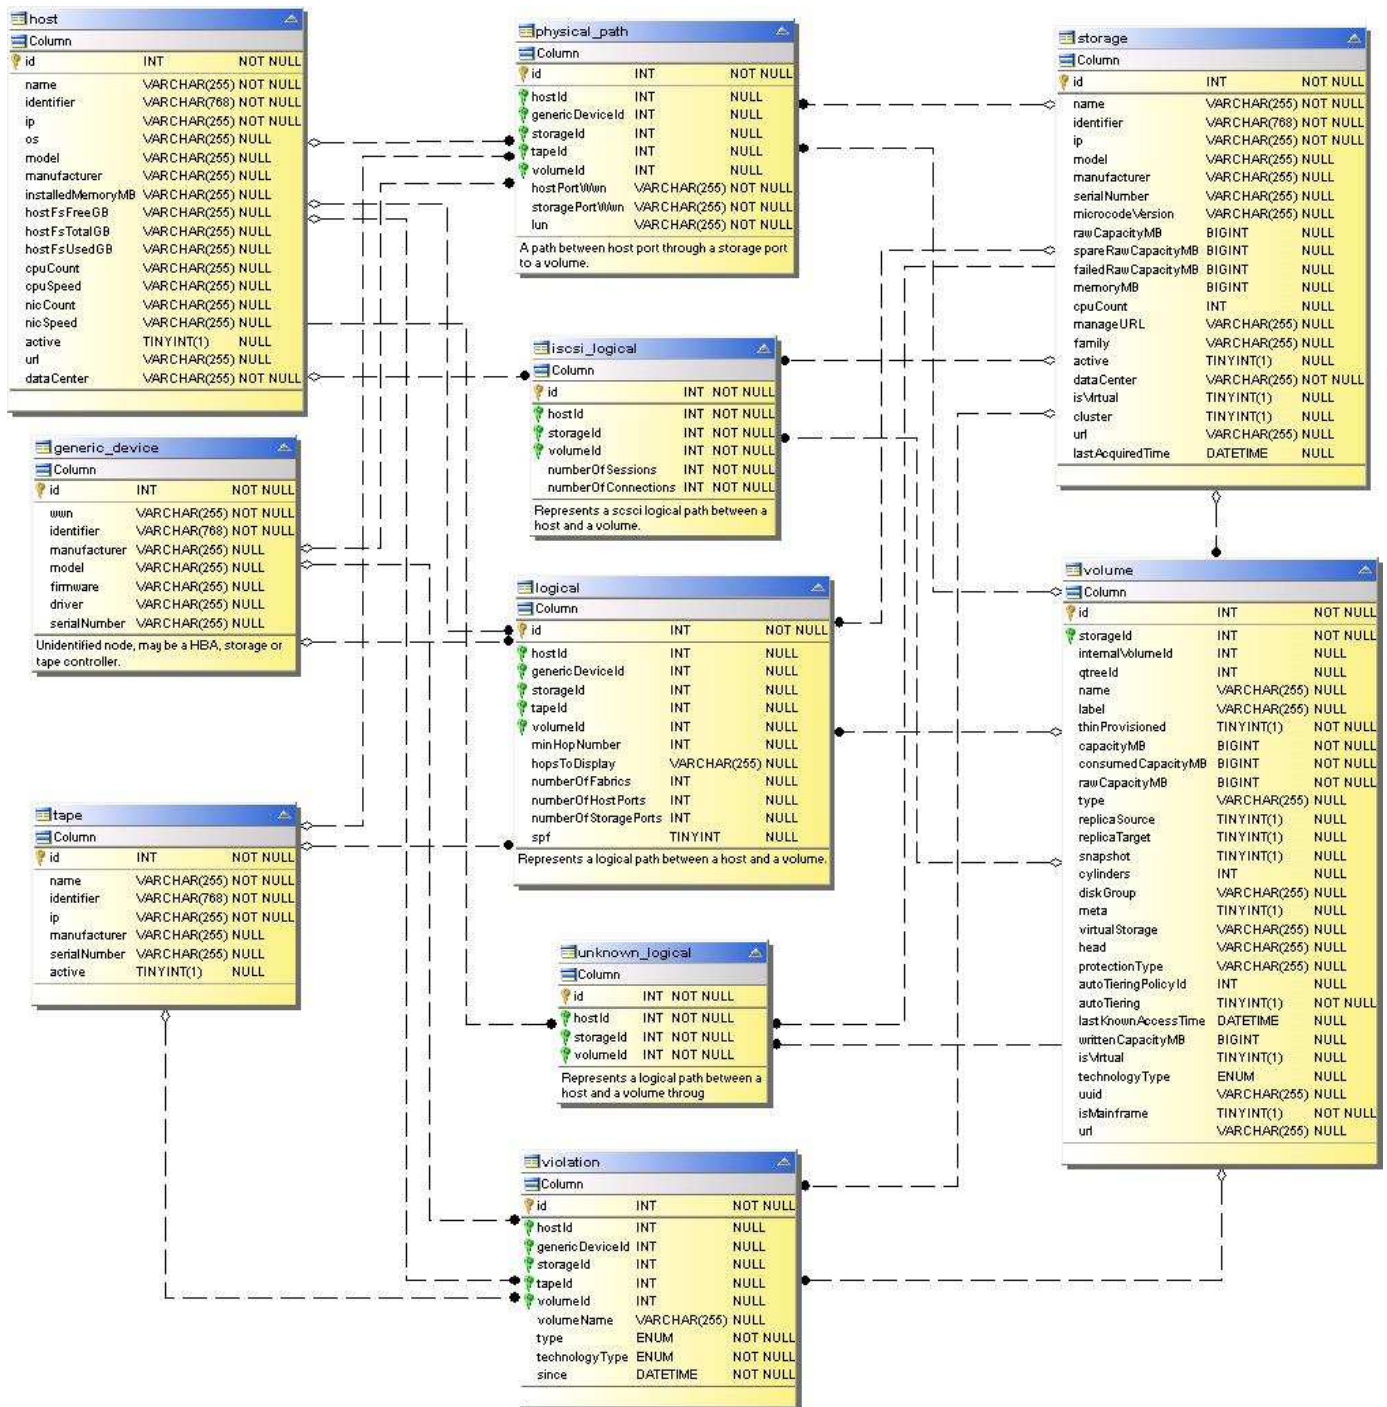 host
Column
id INT NOT NULL
name VARCHAR(255) NOT NULL
identifier VARCHAR(768) NOT NULL
ip VARCHAR(255) NOT NULL
os VARCHAR(255) NULL
model VARCHAR(255) NULL
manufacturer VARCHAR(255) NULL
installedMemoryMB VARCHAR(255) NULL
hostFsFreeGB VARCHAR(255) NULL
hostFsTotalGB VARCHAR(255) NULL
hostFsUsedGB VARCHAR(255) NULL
cpuCount VARCHAR(255) NULL
cpuSpeed VARCHAR(255) NULL
nicCount VARCHAR(255) NULL
nicSpeed VARCHAR(255) NULL
active TINYINT(1) NULL
url VARCHAR(255) NULL
dataCenter VARCHAR(255) NOT NULL
generic_device
Column
id INT NOT NULL
wwn VARCHAR(255) NOT NULL
identifier VARCHAR(768) NOT NULL
manufacturer VARCHAR(255) NULL
model VARCHAR(255) NULL
firmware VARCHAR(255) NULL
driver VARCHAR(255) NULL
serialNumber VARCHAR(255) NULL
Unidentified node, may be a HBA, storage or
tape controller.
tape
Column
id INT NOT NULL
name VARCHAR(255) NOT NULL
identifier VARCHAR(768) NOT NULL
ip VARCHAR(255) NOT NULL
manufacturer VARCHAR(255) NULL
serialNumber VARCHAR(255) NULL
active TINYINT(1) NULL
physical_path
Column
id INT NOT NULL
hostId INT NULL
genericDeviceId INT NULL
storageId INT NULL
tapeId INT NULL
volumeId INT NULL
hostPortWwn VARCHAR(255) NOT NULL
storagePortWwn VARCHAR(255) NOT NULL
lun VARCHAR(255) NOT NULL
A path between host port through a storage port
to a volume.
iscsi_logical
Column
id INT NOT NULL
hostId INT NOT NULL
storageId INT NOT NULL
volumeId INT NOT NULL
numberOfSessions INT NOT NULL
numberOfConnections INT NOT NULL
Represents a scsci logical path between a
host and a volume.
logical
Column
id INT NOT NULL
hostId INT NULL
genericDeviceId INT NULL
storageId INT NULL
tapeId INT NULL
volumeId INT NULL
minHopNumber INT NULL
hopsToDisplay VARCHAR(255) NULL
numberOfFabrics INT NULL
numberOfHostPorts INT NULL
numberOfStoragePorts INT NULL
spf TINYINT NULL
Represents a logical path between a host and a volume.
unknown_logical
Column
id INT NOT NULL
hostId INT NOT NULL
storageId INT NOT NULL
volumeId INT NOT NULL
Represents a logical path between a
host and a volume throug
violation
Column
id INT NOT NULL
hostId INT NULL
genericDeviceId INT NULL
storageId INT NULL
tapeId INT NULL
volumeId INT NULL
volumeName VARCHAR(255) NULL
type ENUM NOT NULL
technologyType ENUM NOT NULL
since DATETIME NOT NULL
storage
Column
id INT NOT NULL
name VARCHAR(255) NOT NULL
identifier VARCHAR(768) NOT NULL
ip VARCHAR(255) NOT NULL
model VARCHAR(255) NULL
manufacturer VARCHAR(255) NULL
serialNumber VARCHAR(255) NULL
microcodeVersion VARCHAR(255) NULL
rawCapacityMB BIGINT NULL
spareRawCapacityMB BIGINT NULL
failedRawCapacityMB BIGINT NULL
memoryMB BIGINT NULL
cpuCount INT NULL
manageURL VARCHAR(255) NULL
family VARCHAR(255) NULL
active TINYINT(1) NULL
dataCenter VARCHAR(255) NOT NULL
isVirtual TINYINT(1) NULL
cluster TINYINT(1) NULL
url VARCHAR(255) NULL
lastAcquiredTime DATETIME NULL
volume
Column
id INT NOT NULL
storageId INT NOT NULL
internalVolumeId INT NULL
qtreeId INT NULL
name VARCHAR(255) NULL
label VARCHAR(255) NULL
thinProvisioned TINYINT(1) NOT NULL
capacityMB BIGINT NOT NULL
consumedCapacityMB BIGINT NOT NULL
rawCapacityMB BIGINT NOT NULL
type VARCHAR(255) NULL
replicaSource TINYINT(1) NULL
replicaTarget TINYINT(1) NULL
snapshot TINYINT(1) NULL
cylinders INT NULL
diskGroup VARCHAR(255) NULL
meta TINYINT(1) NULL
virtualStorage VARCHAR(255) NULL
head VARCHAR(255) NULL
protectionType VARCHAR(255) NULL
autoTieringPolicyId INT NULL
autoTiering TINYINT(1) NOT NULL
lastKnownAccessTime DATETIME NULL
writtenCapacityMB BIGINT NULL
isVirtual TINYINT(1) NULL
technologyType ENUM NULL
uuid VARCHAR(255) NULL
isMainframe TINYINT(1) NOT NULL
url VARCHAR(255) NULL